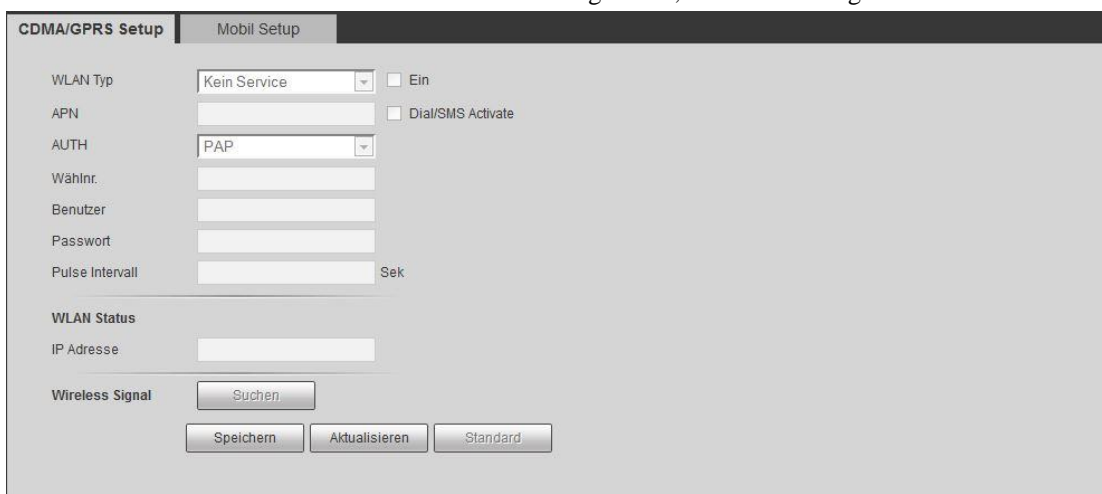 CDMA/GPRS Setup Mobil Setup
WLAN Typ Kein Service Ein
APN Dial/SMS Activate
AUTH PAP
Wählnr.
Benutzer
Passwort
Pulse Intervall Sek
WLAN Status
IP Adresse
Wireless Signal Suchen
Speichern Aktualisieren Standard